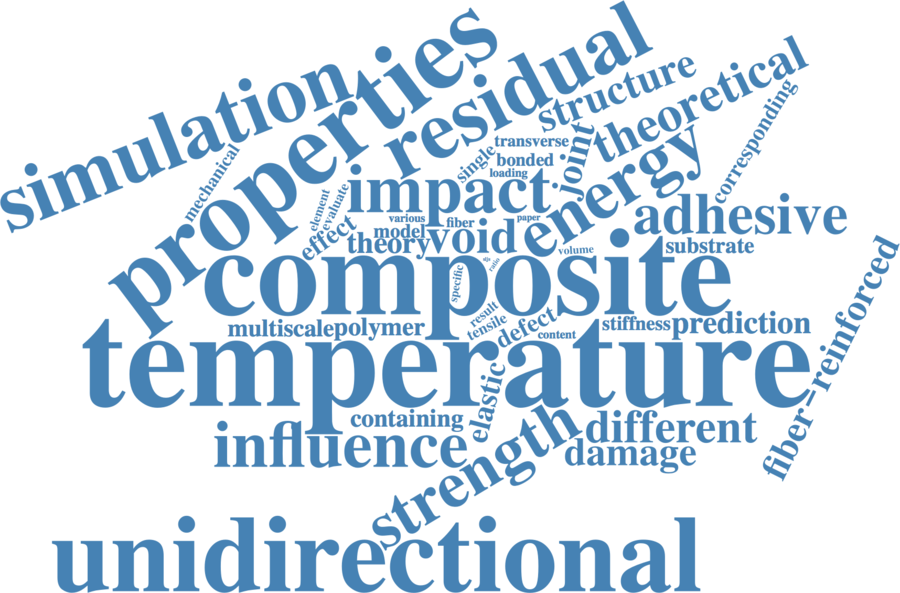 simulation
properties
residual
structure
theoretical
corresponding
mechanical
transverse
single
bonded
loading
joint
energy
element
evaluate
impact
effect
various
model
fiber
paper
theory
void
volume
adhesive
substrate
composite
specific
ratio
fiber-reinforced
multiscale
polymer
result
tensile
defect
content
stiffness
prediction
temperature
elastic
containing
influence
strength
different
damage
unidirectional